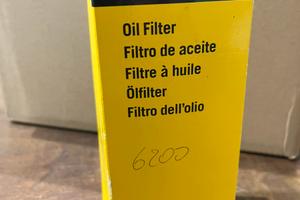 Oil Filter
Filtro de aceite
Filtre à huile
Ölfilter
Filtro dell'olio
6200